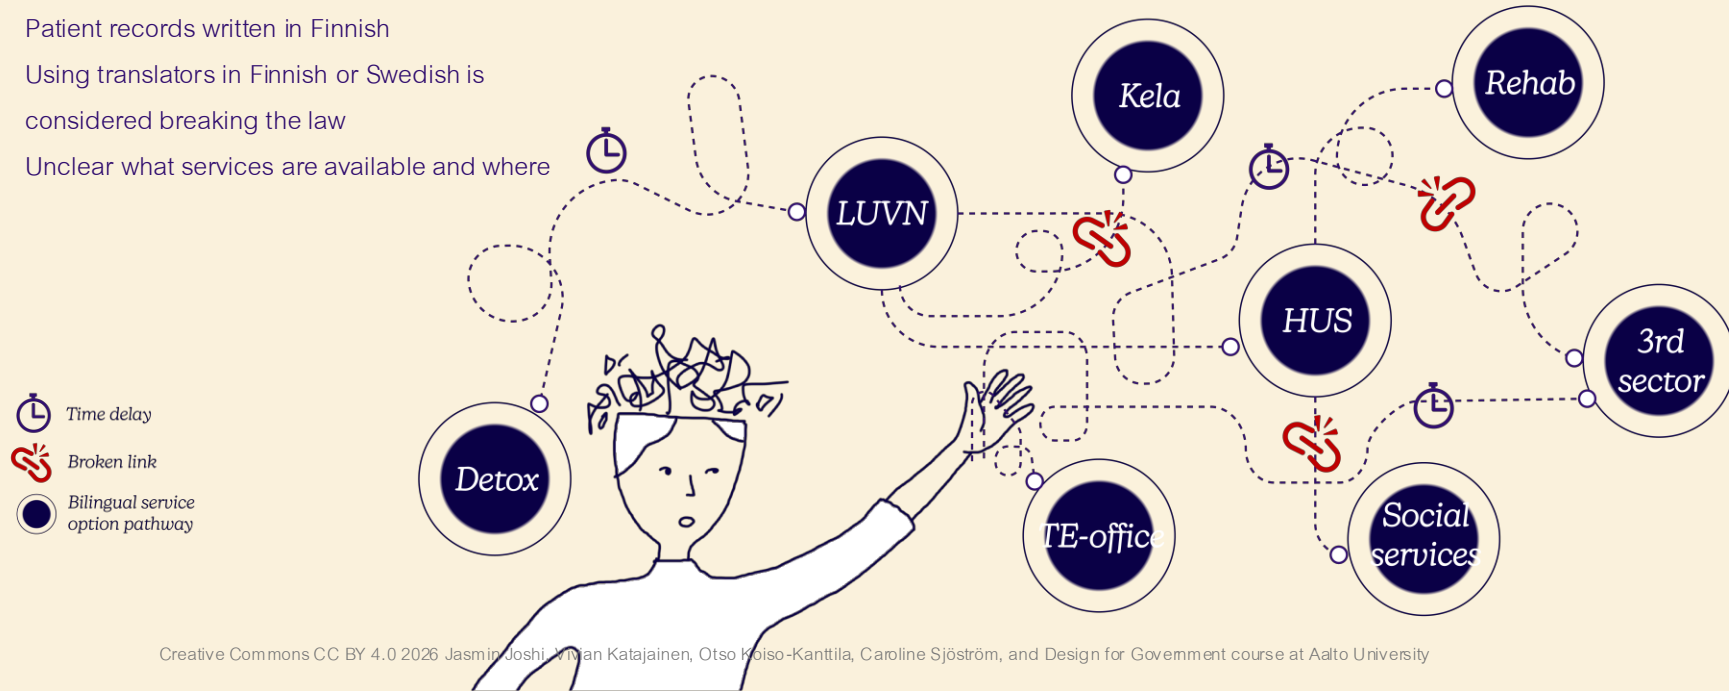 Patient records written in Finnish
Using translators in Finnish or Swedish is
considered breaking the law
Unclear what services are available and where
Kela
Rehab
LUVN
HUS
3rd
sector
Time delay
Broken link
Bilingual service
option pathway
Detox
TE-office
Social
services
Creative Commons CC BY 4.0 2026 Jasmin Joshi, Vivian Katajainen, Otso Koiso-Kanttila, Caroline Sjöström, and Design for Government course at Aalto University